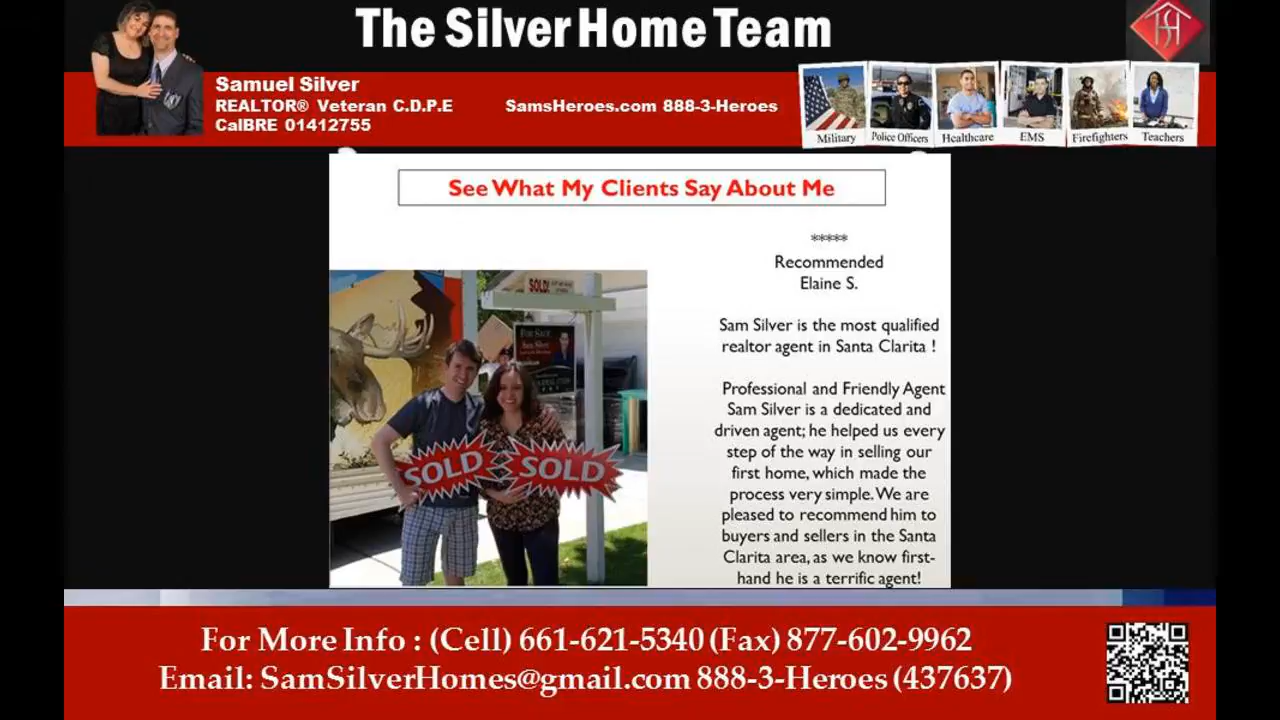 The Silver Home Team
Samuel Silver
REALTOR® Veteran C.D.P.E
SamsHeroes.com 888-3-Heroes
CalBRE 01412755
Military
Police Officers
Healthcare
EMS
Firefighters
Teachers
See What My Clients Say About Me
*****
Recommended
Elaine S.
Sam Silver is the most qualified
realtor agent in Santa Clarita !
Professional and Friendly Agent
Sam Silver is a dedicated and
driven agent; he helped us every
step of the way in selling our
first home, which made the
process very simple. We are
pleased to recommend him to
buyers and sellers in the Santa
Clarita area, as we know first-
hand he is a terrific agent!
SOLD!
For Sale
Sam Silver
SOLD
SOLD
For More Info : (Cell) 661-621-5340 (Fax) 877-602-9962
Email: SamSilverHomes@gmail.com 888-3-Heroes (437637)